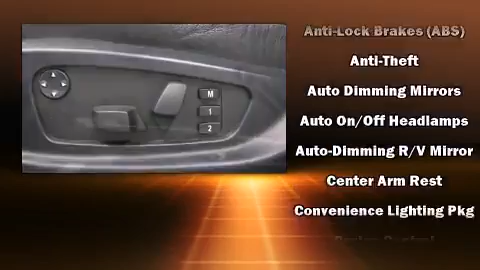 Anti-Lock Brakes (ABS)
Anti-Theft
Auto Dimming Mirrors
Auto On/Off Headlamps
Auto-Dimming R/V Mirror
Center Arm Rest
Convenience Lighting Pkg
M
1
2